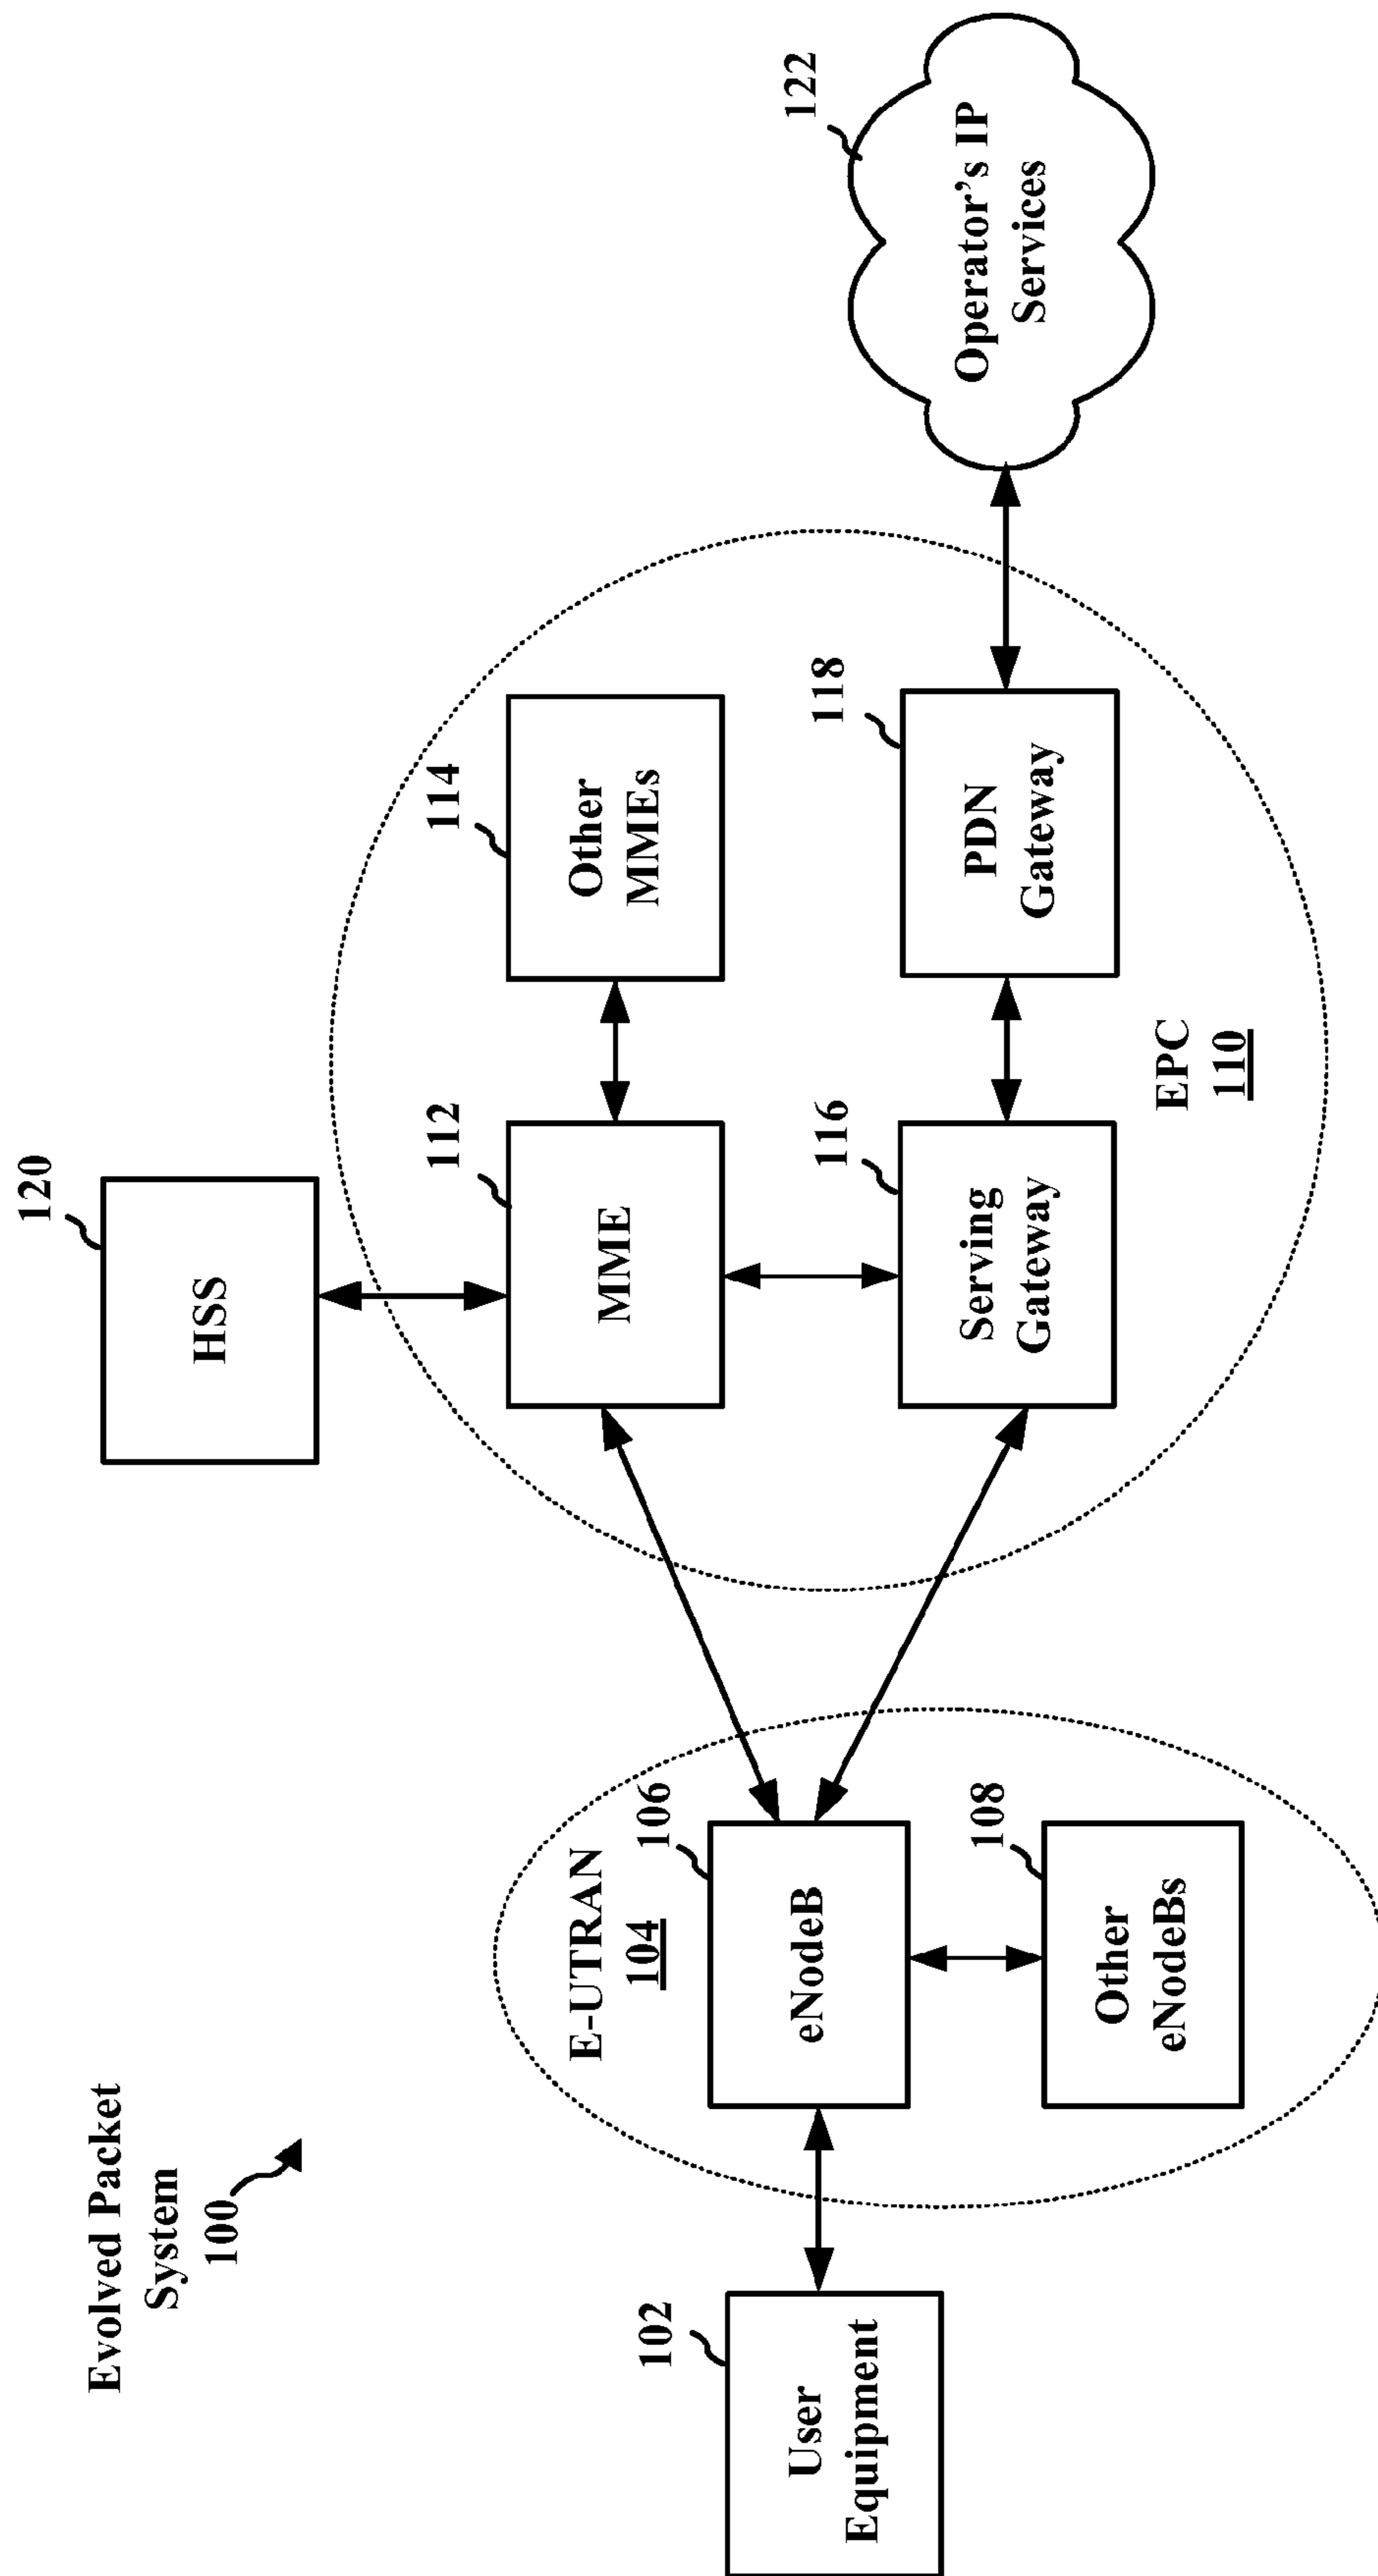 Evolved Packet
System
100
120
HSS
102
User
Equipment
E-UTRAN
104
106
eNodeB
108
Other
eNodeBs
112
MME
114
Other
MMEs
116
Serving
Gateway
118
PDN
Gateway
EPC
110
122
Operator's IP
Services